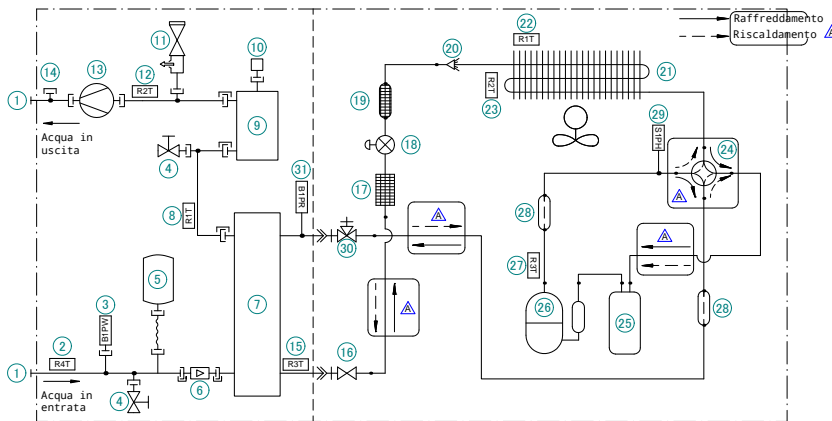 22
R1T
Raffreddamento
Riscaldamento A
11
10
20
14
13
12
R2T
21
R2T
23
19
1
Acqua in
uscita
9
29
S1PH
24
4
18
31
17
B1PR
A
8
R1T
28
A
A
30
5
27
R3T
3
B1PW
7
A
26
25
28
2
R4T
15
R3T
16
1
6
4
Acqua in
entrata